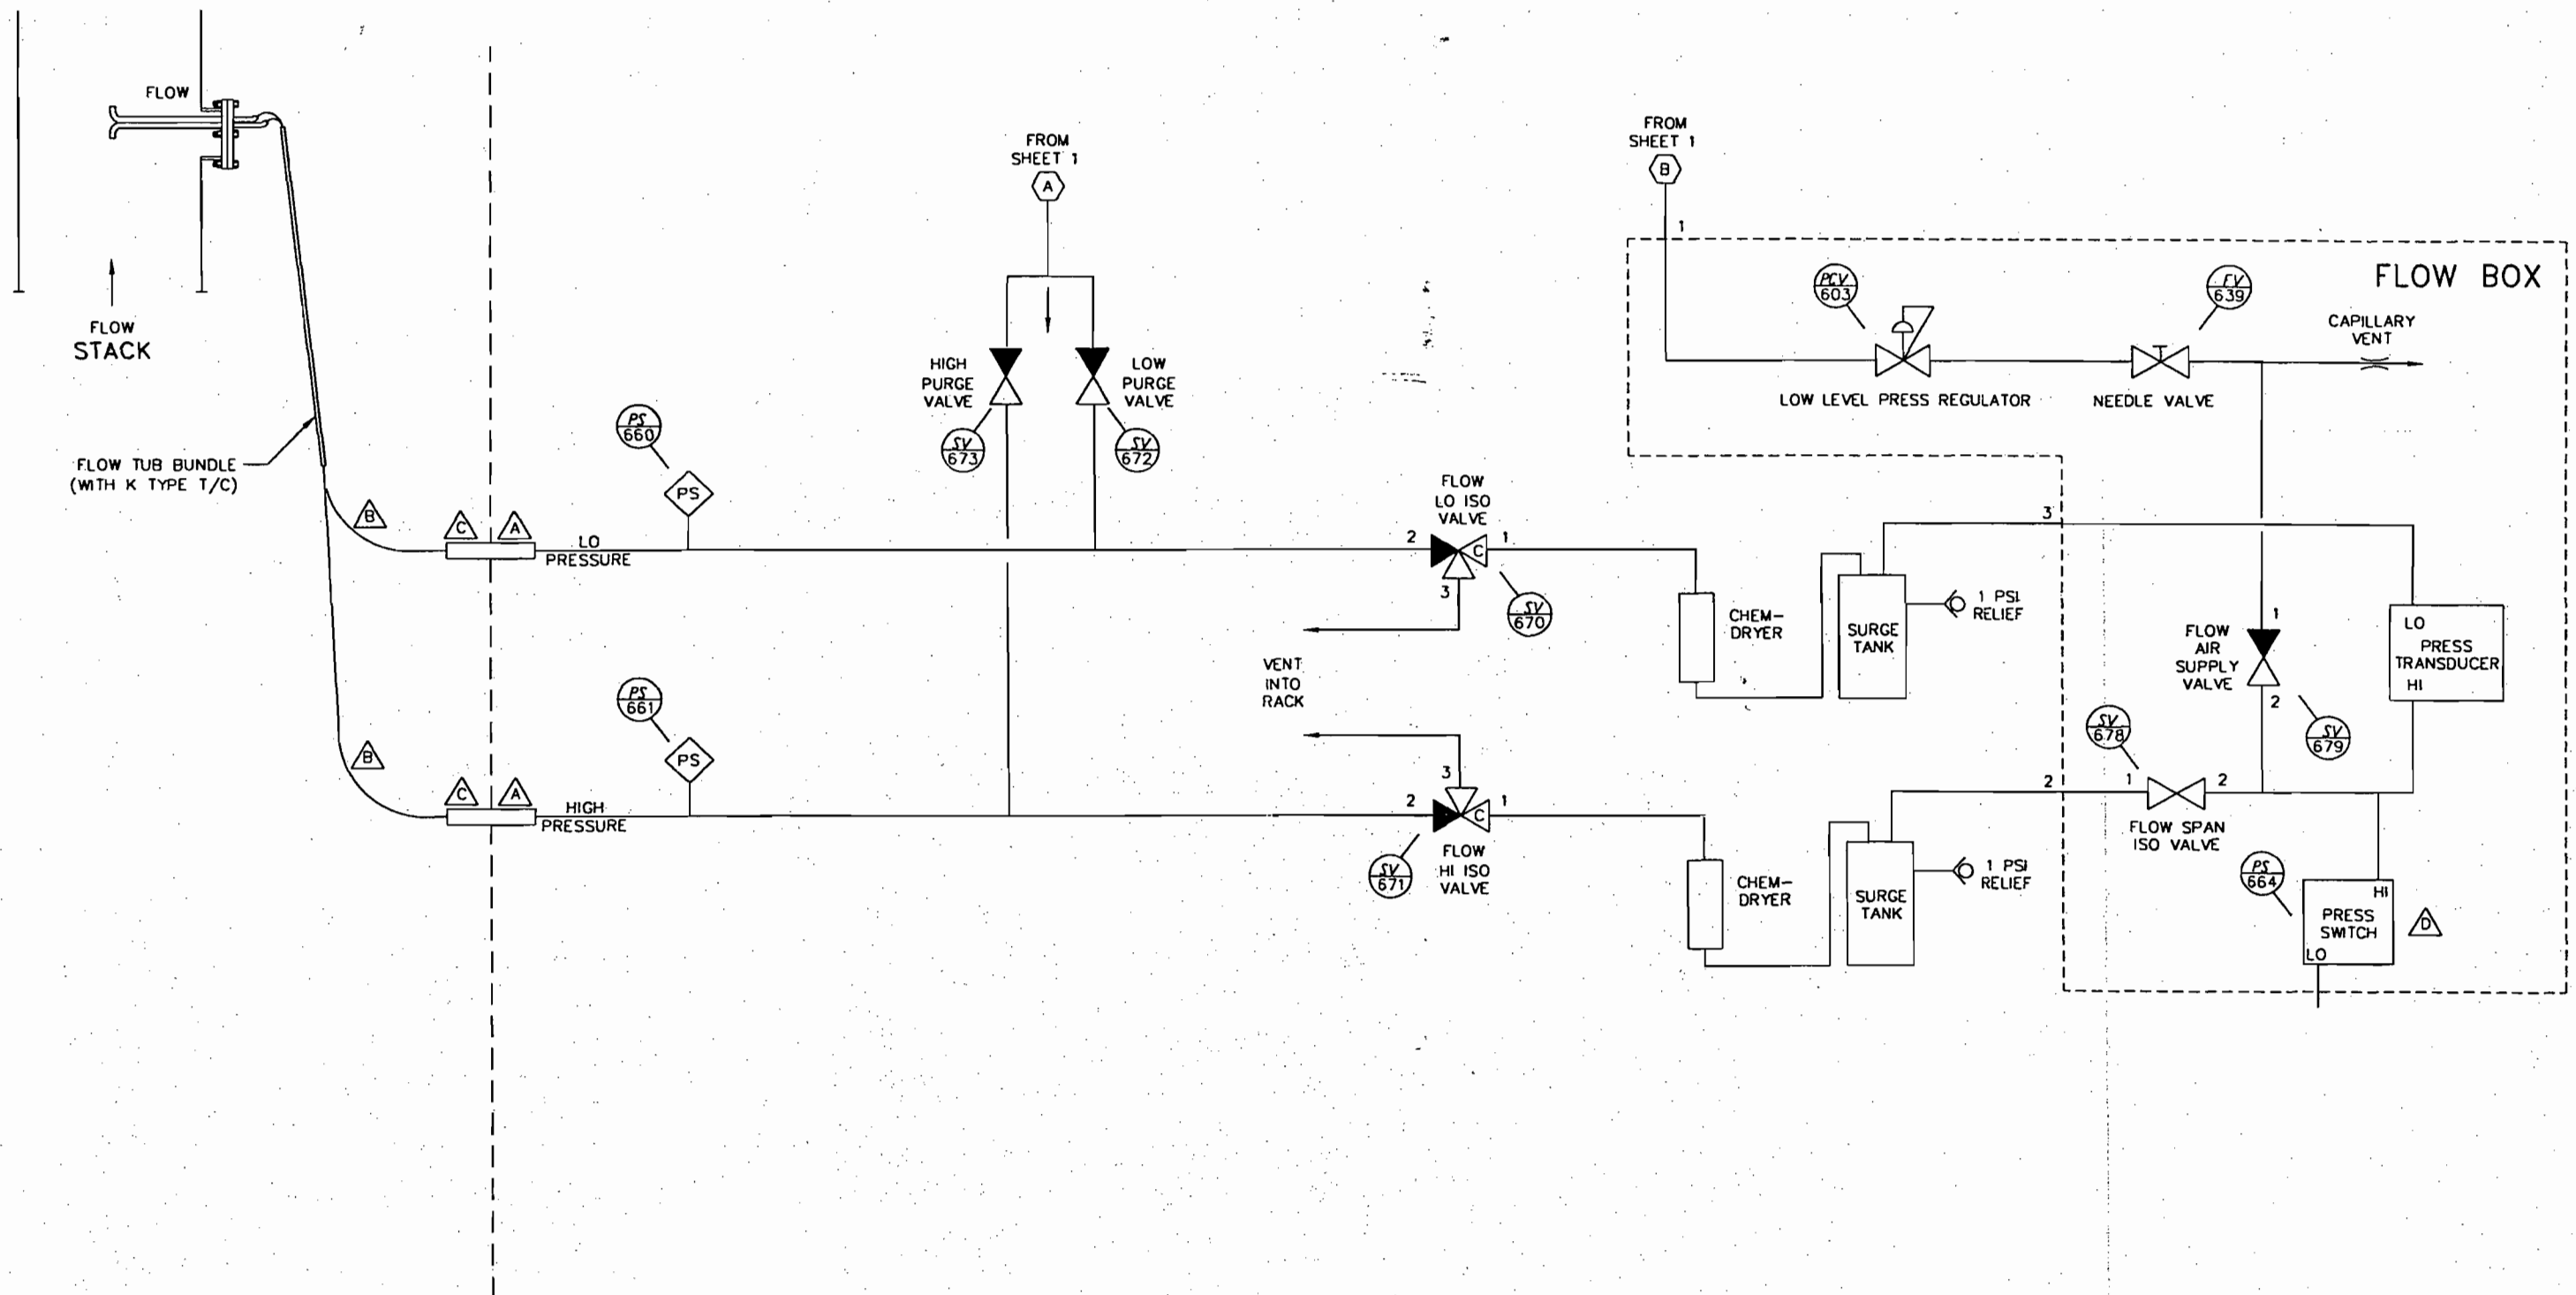 FLOW
FLOW
STACK
FLOW TUB BUNDLE
(WITH K TYPE T/C)
B
C
A
LO
PRESSURE
B
C
A
HIGH
PRESSURE
PS
660
PS
PS
661
PS
FROM
SHEET 1
A
HIGH
PURGE
VALVE
SV
673
LOW
PURGE
VALVE
SV
672
FLOW
LO ISO
VALVE
2
C
1
3
SV
670
VENT
INTO
RACK
3
2
C
1
SV
671
FLOW
HI ISO
VALVE
CHEM-
DRYER
SURGE
TANK
1 PSI
RELIEF
CHEM-
DRYER
SURGE
TANK
1 PSI
RELIEF
FROM
SHEET 1
B
1
FLOW BOX
PCV
603
LOW LEVEL PRESS REGULATOR
FV
639
NEEDLE VALVE
CAPILLARY
VENT
3
1
FLOW
AIR
SUPPLY
VALVE
2
SV
679
LO
PRESS
TRANSDUCER
HI
SV
678
2
1
2
FLOW SPAN
ISO VALVE
PS
664
HI
PRESS
SWITCH
LO
D